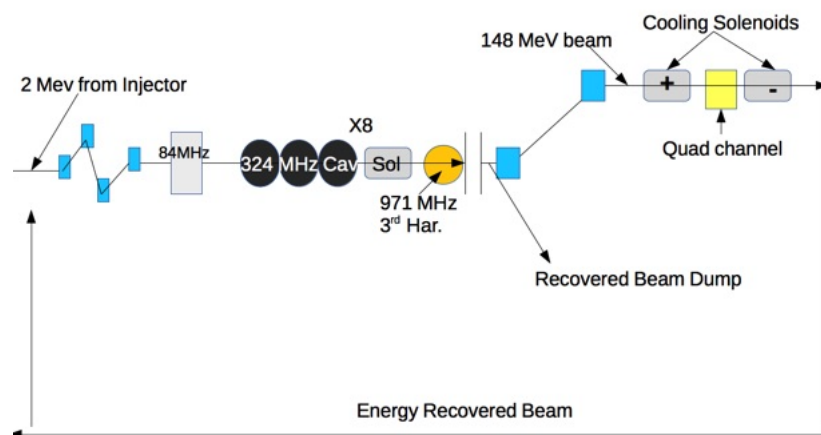 Cooling Solenoids
148 MeV beam
2 Mev from Injector
+
-
X8
84MHz
324 MHz Cav
Sol
Quad channel
971 MHz
3rd Har.
Recovered Beam Dump
Energy Recovered Beam